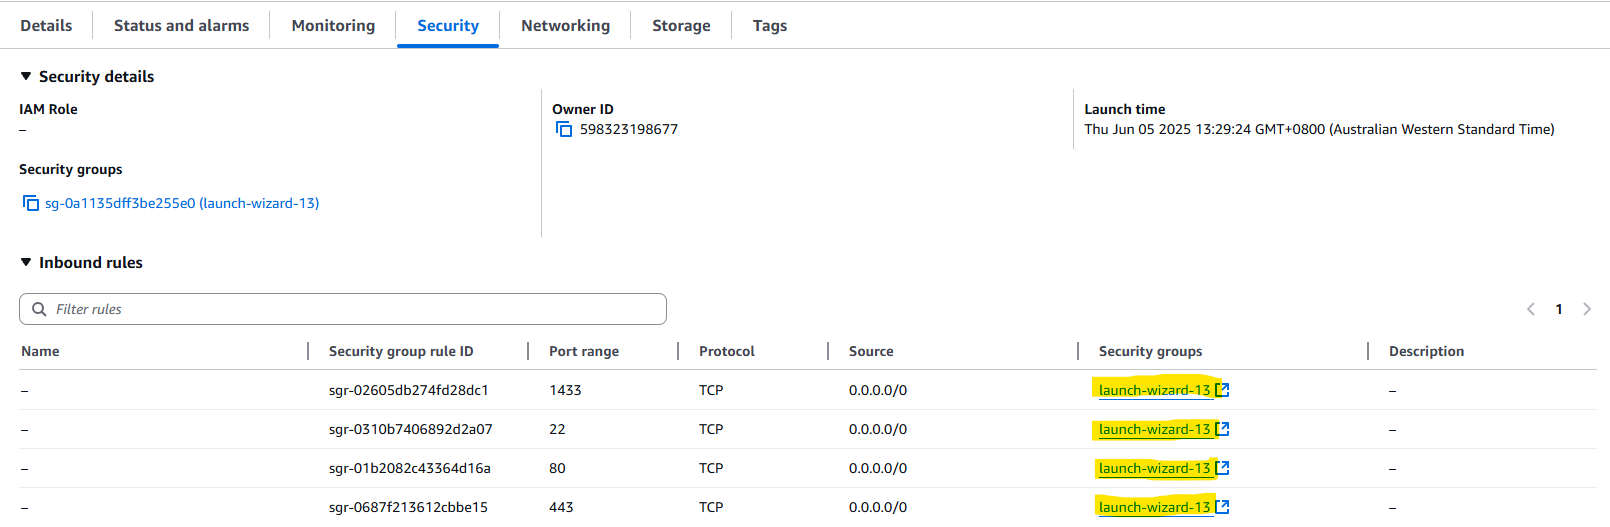 Details Status and alarms Monitoring Security Networking Storage Tags
Security details
IAM Role
–
Security groups
sg-0a1135dff3be255e0 (launch-wizard-13)
Owner ID
598323198677
Launch time
Thu Jun 05 2025 13:29:24 GMT+0800 (Australian Western Standard Time)
Inbound rules
Filter rules
1
Name Security group rule ID Port range Protocol Source Security groups Description
– sgr-02605db274fd28dc1 1433 TCP 0.0.0.0/0 launch-wizard-13 –
– sgr-0310b7406892d2a07 22 TCP 0.0.0.0/0 launch-wizard-13 –
– sgr-01b2082c43364d16a 80 TCP 0.0.0.0/0 launch-wizard-13 –
– sgr-0687f213612cbbe15 443 TCP 0.0.0.0/0 launch-wizard-13 –